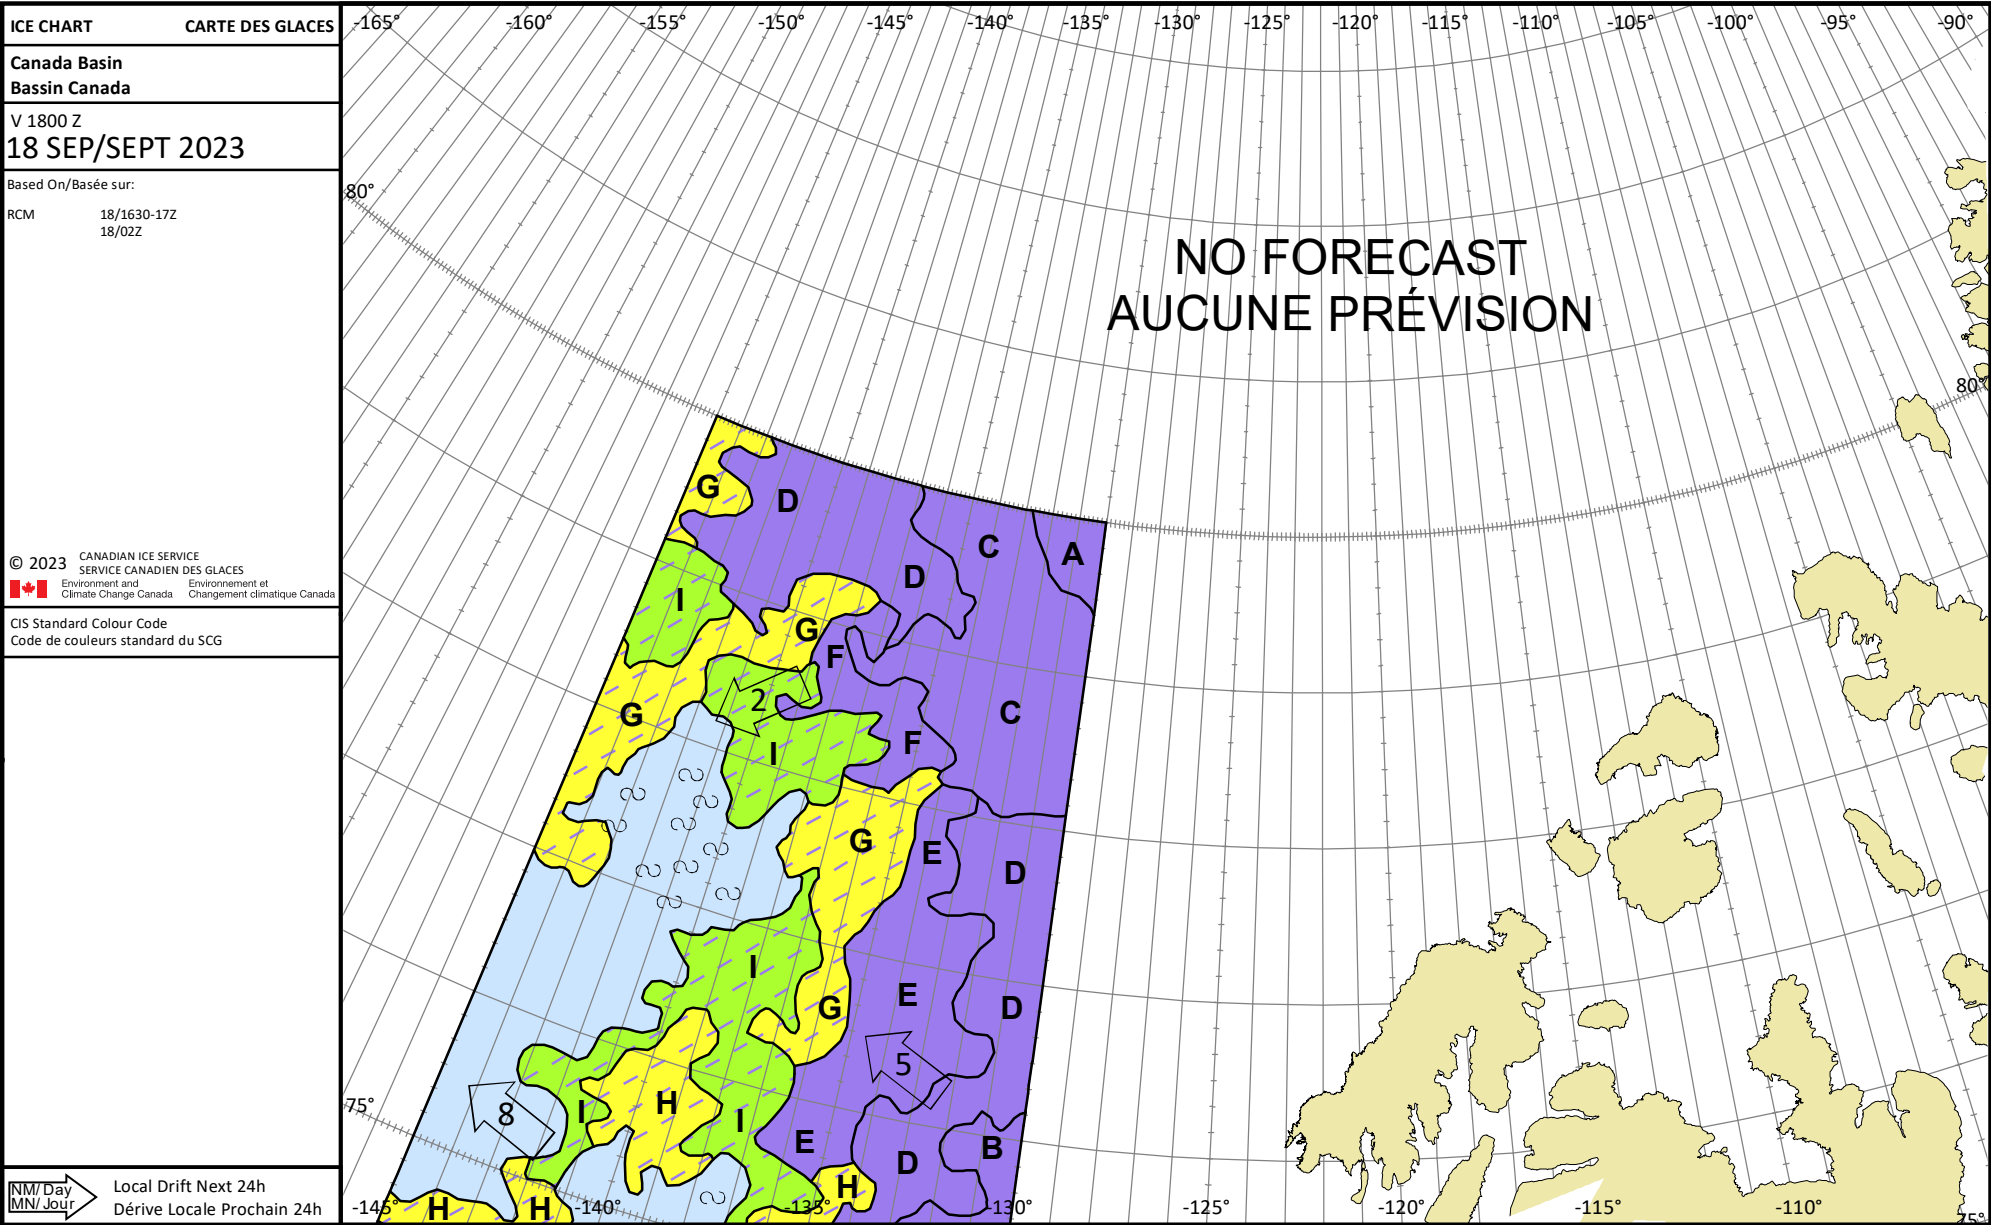 ICE CHART CARTE DES GLACES
Canada Basin
Bassin Canada
V 1800 Z
18 SEP/SEPT 2023
Based On/Basée sur:
RCM 18/1630-17Z
18/02Z
© 2023 CANADIAN ICE SERVICE
SERVICE CANADIEN DES GLACES
Environment and Environnement et
Climate Change Canada Changement climatique Canada
CIS Standard Colour Code
Code de couleurs standard du SCG
NM/Day Local Drift Next 24h
MN/Jour Dérive Locale Prochain 24h
-165° -160° -155° -150° -145° -140° -135° -130° -125° -120° -115° -110° -105° -100° -95° -90°
80°
NO FORECAST
AUCUNE PRÉVISION
80°
G D
C A
D
I
G
F
2 C
G F
I
G E
D
I
E
G D
5
75°
8 I H I
E B
D
H
H H
-145° -140° -135° -130° -125° -120° -115° -110° 75°